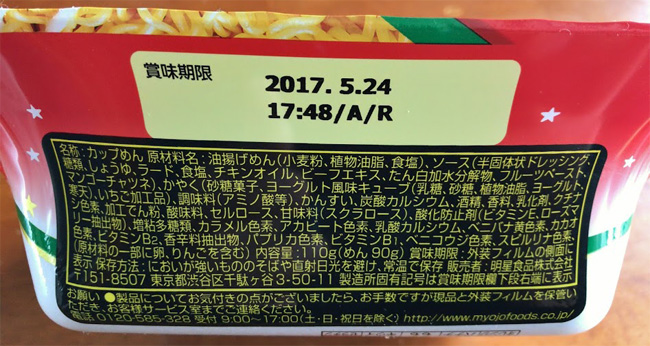 賞味期限
2017. 5.24
17:48/A/R
名称:カップめん 原材料名:油揚げめん(小麦粉、植物油脂、食塩)、ソース(半固体状ドレッシング、
糖類、しょうゆ、ラード、食塩、チキンオイル、ビーフエキス、たん白加水分解物、フルーツペースト、
マンゴーチャツネ)、かやく(砂糖菓子、ヨーグルト風味キューブ(乳糖、砂糖、植物油脂、ヨーグルト、
寒天)、いちご加工品)、調味料(アミノ酸等)、かんすい、炭酸カルシウム、酒精、香料、乳化剤、クチナ
シ色素、加工でん粉、酸味料、セルロース、甘味料(スクラロース)、酸化防止剤(ビタミンE、ローズマ
リー抽出物)、増粘多糖類、カラメル色素、アカビート色素、乳酸カルシウム、ベニバナ黄色素、カカオ
色素、ビタミンB₂、香辛料抽出物、パプリカ色素、ビタミンB₁、ベニコウジ色素、スピルリナ色素、
(原材料の一部に卵、りんごを含む) 内容量:110g(めん 90g) 賞味期限:外装フィルムの側面に
表示 保存方法:においが強いもののそばや直射日光を避け、常温で保存 販売者:明星食品株式会社
〒151-8507 東京都渋谷区千駄ヶ谷3-50-11 製造所固有記号は賞味期限欄下段右端に表示
お願い ●製品についてお気付きの点がございましたら、お手数ですが現品と外装フィルムを保管い
ただき、お客様サービス室までご連絡ください。
電話 0120-585-328 受付 9:00〜17:00(土・日・祝日を除く) http://www.myojofoods.co.jp/